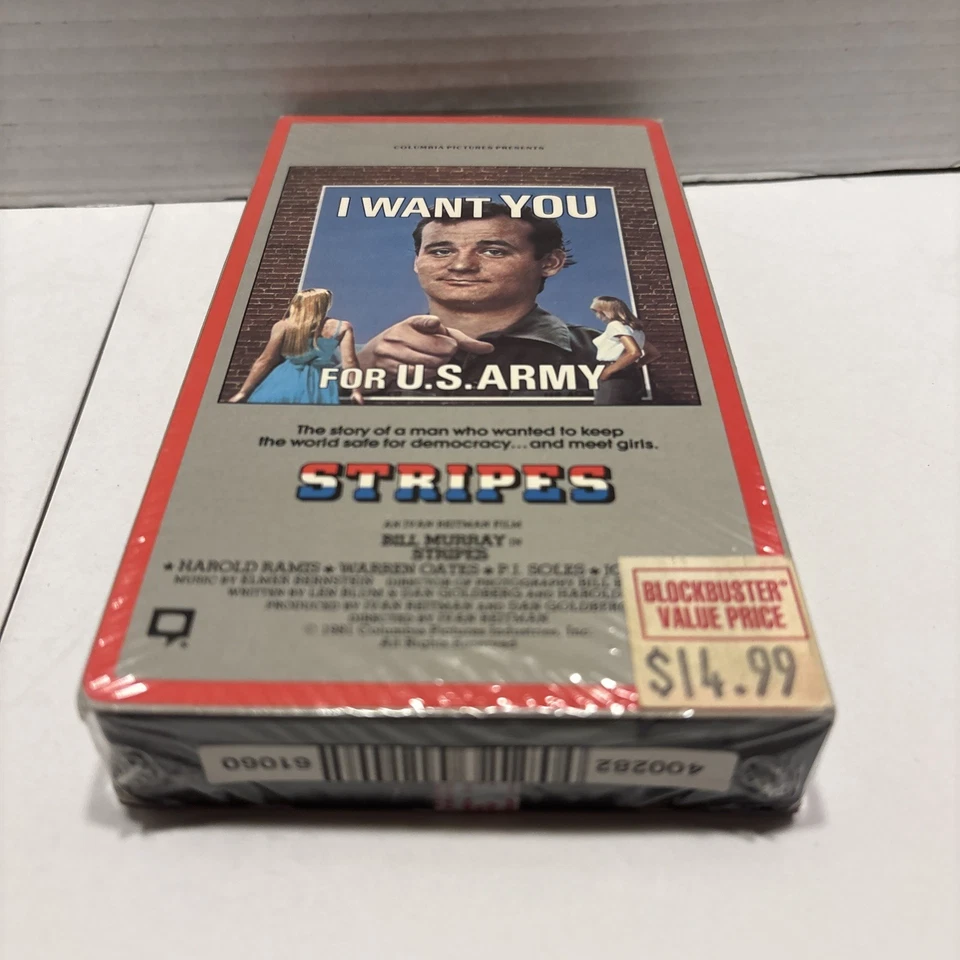 COLUMBIA PICTURES PRESENTS
I WANT YOU
FOR U.S. ARMY
The story of a man who wanted to keep
the world safe for democracy...and meet girls.
STRIPES
AN IVAN REITMAN FILM
BILL MURRAY IN
STRIPES
★ HAROLD RAMIS ★ WARREN OATES ★ P.J. SOLES ★
MUSIC BY ELMER BERNSTEIN DIRECTOR OF PHOTOGRAPHY BILL
WRITTEN BY LEN BLUM & DAN GOLDBERG AND HAROLD
PRODUCED BY IVAN REITMAN AND DAN GOLDBERG
DIRECTED BY IVAN REITMAN
© 1981 Columbia Pictures Industries, Inc.
All Rights Reserved
BLOCKBUSTER™
VALUE PRICE
$14.99
400282
61060